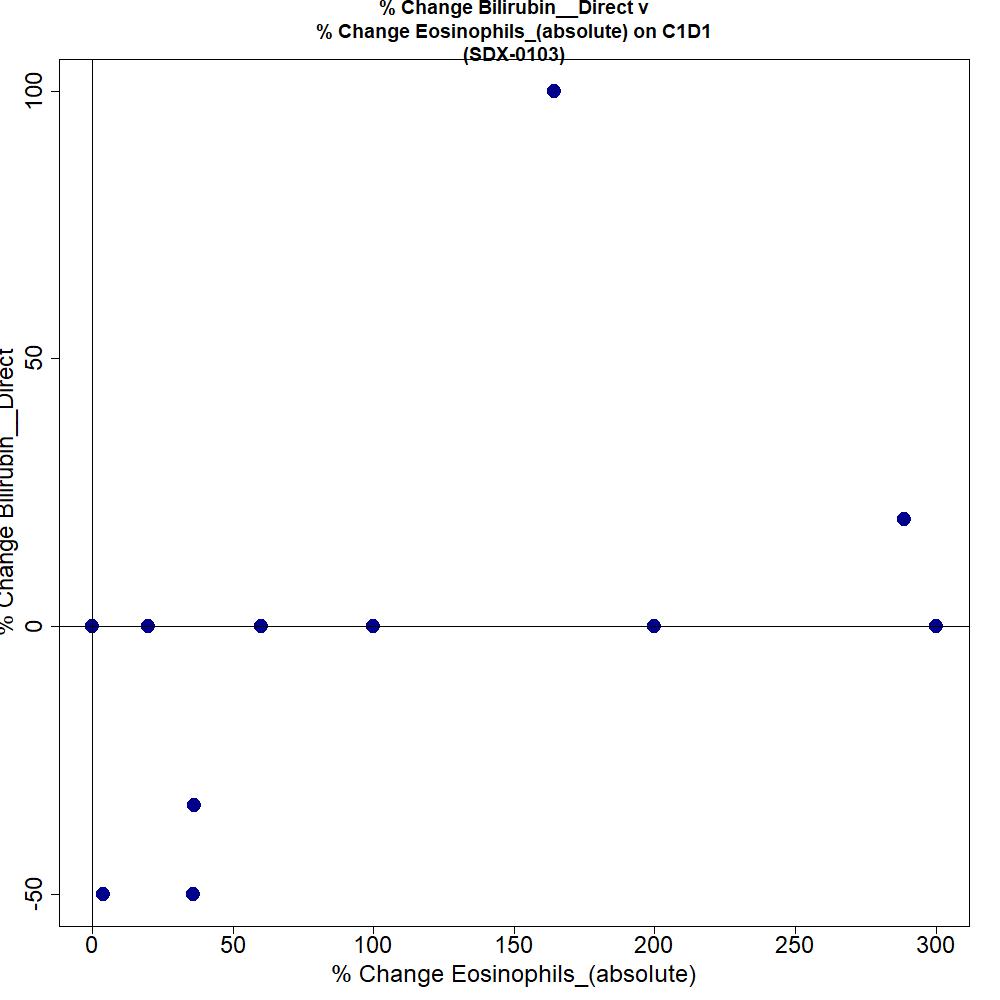 % Change Bilirubin__Direct v
% Change Eosinophils_(absolute) on C1D1
(SDX-0103)
% Change Bilirubin__Direct
100
50
0
-50
0 50 100 150 200 250 300
% Change Eosinophils_(absolute)